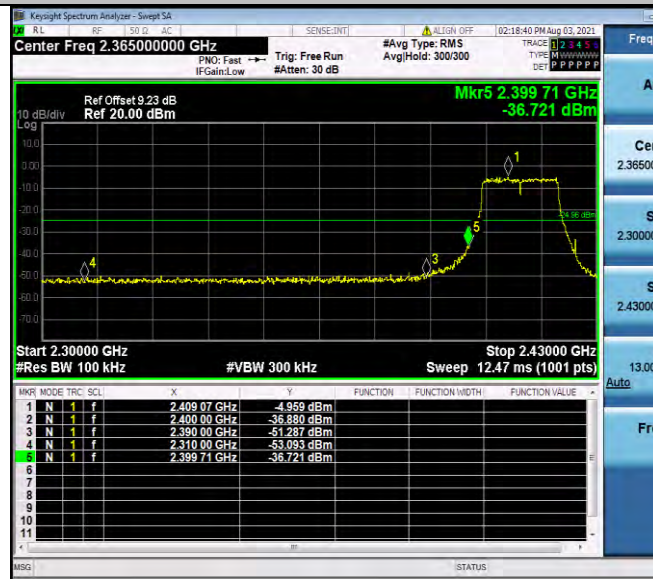 Keysight Spectrum Analyzer - Swept SA
RL RF 50 Ω AC SENSE:INT ALIGN OFF 02:18:40 PM Aug 03, 2021
Center Freq 2.365000000 GHz #Avg Type: RMS TRACE 1 2 3 4 5 6
PNO: Fast Trig: Free Run Avg|Hold: 300/300 TYPE M WWWWW
IFGain:Low #Atten: 30 dB DET P P P P P P
Mkr5 2.399 71 GHz
-36.721 dBm
Ref Offset 9.23 dB
10 dB/div Ref 20.00 dBm
Log
10.0
0.00
-10.0
-20.0
-30.0
-40.0
-50.0
-60.0
-70.0
1
-24.96 dBm
5
3
4
Start 2.30000 GHz Stop 2.43000 GHz
#Res BW 100 kHz #VBW 300 kHz Sweep 12.47 ms (1001 pts)
MKR MODE TRC SCL X Y FUNCTION FUNCTION WIDTH FUNCTION VALUE
1 N 1 f 2.409 07 GHz -4.959 dBm
2 N 1 f 2.400 00 GHz -36.880 dBm
3 N 1 f 2.390 00 GHz -51.287 dBm
4 N 1 f 2.310 00 GHz -53.093 dBm
5 N 1 f 2.399 71 GHz -36.721 dBm
6
7
8
9
10
11
MSG STATUS
Freq
A
Ce
2.36500
S
2.30000
S
2.43000
13.00
Auto
Fr